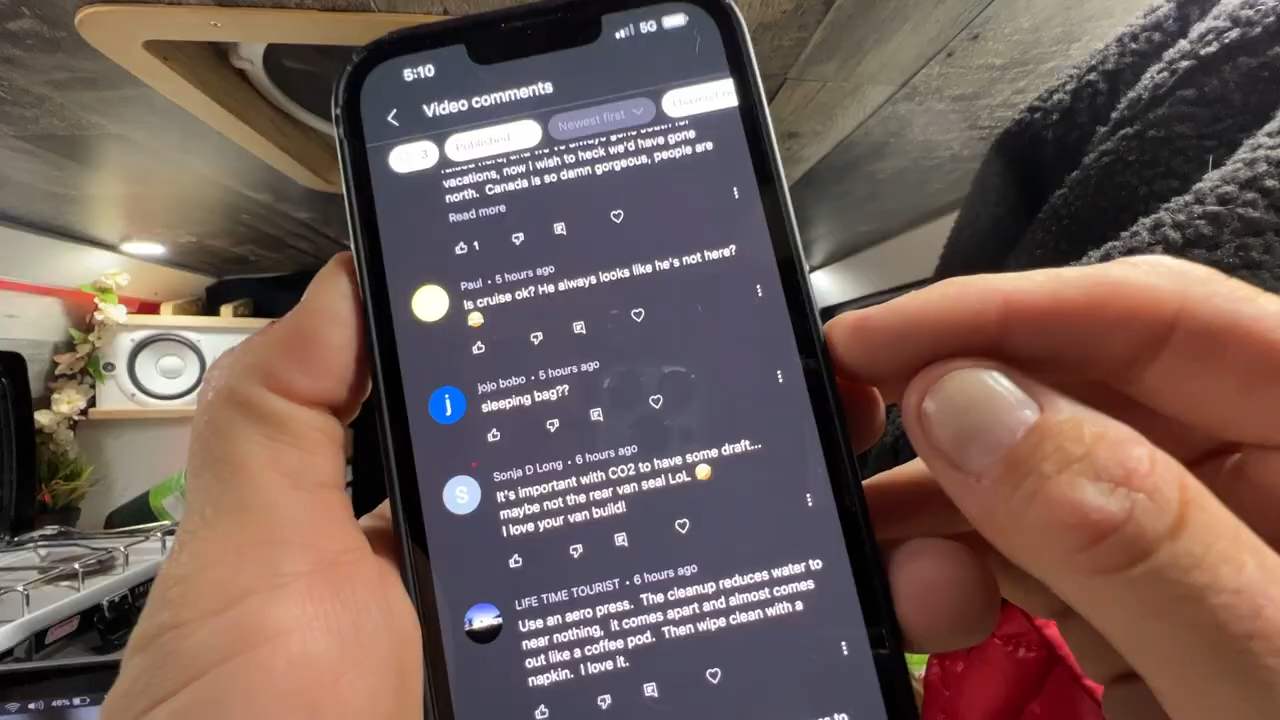 5:10
5G
Video comments
3
Published
Newest first
vacations, now I wish to heck we'd have gone
north. Canada is so damn gorgeous, people are
Read more
1
Paul • 5 hours ago
Is cruise ok? He always looks like he's not here?
jojo bobo • 5 hours ago
j
sleeping bag??
Sonja D Long • 6 hours ago
S
It's important with CO2 to have some draft...
maybe not the rear van seal LoL
I love your van build!
LIFE TIME TOURIST • 6 hours ago
Use an aero press. The cleanup reduces water to
near nothing, it comes apart and almost comes
out like a coffee pod. Then wipe clean with a
napkin. I love it.
46%